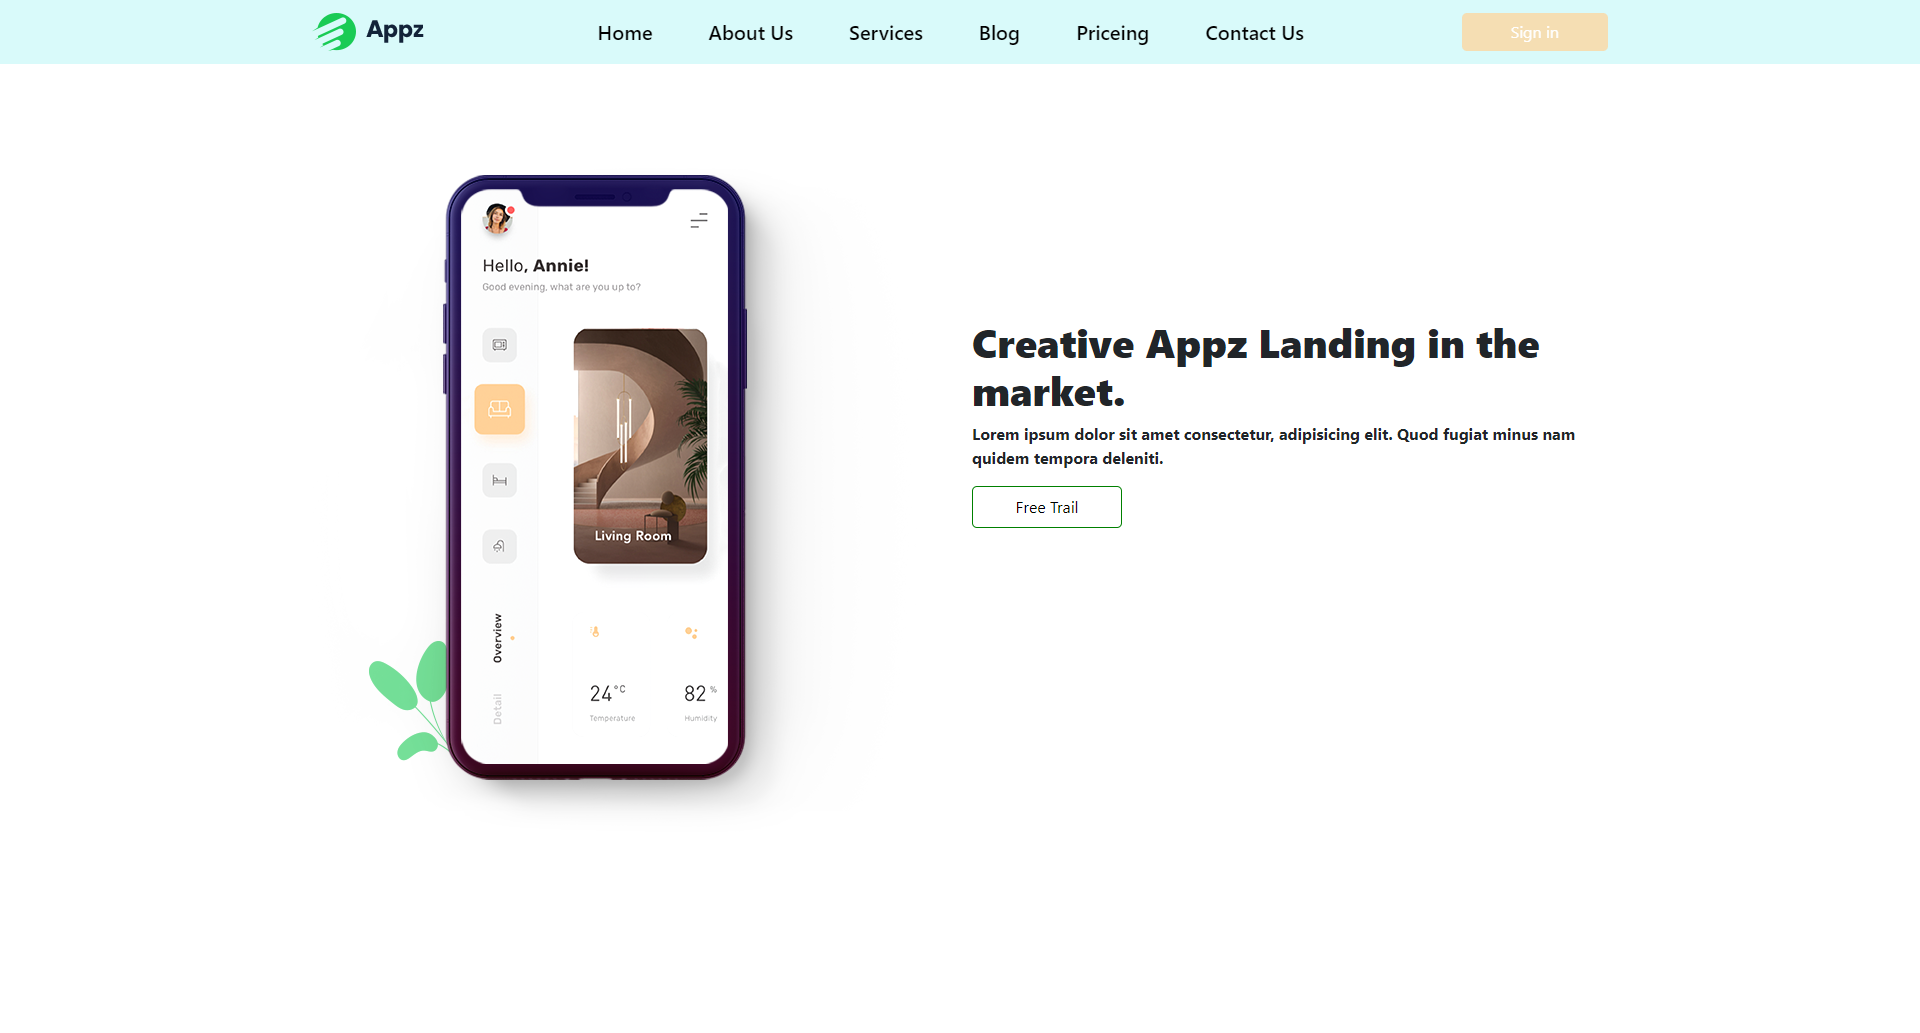 Appz
Home About Us Services Blog Priceing Contact Us
Sign in
Hello, Annie!
Good evening, what are you up to?
Living Room
Overview
Detail
24 °C
Temperature
82 %
Humidity
Creative Appz Landing in the
market.
Lorem ipsum dolor sit amet consectetur, adipisicing elit. Quod fugiat minus nam
quidem tempora deleniti.
Free Trail